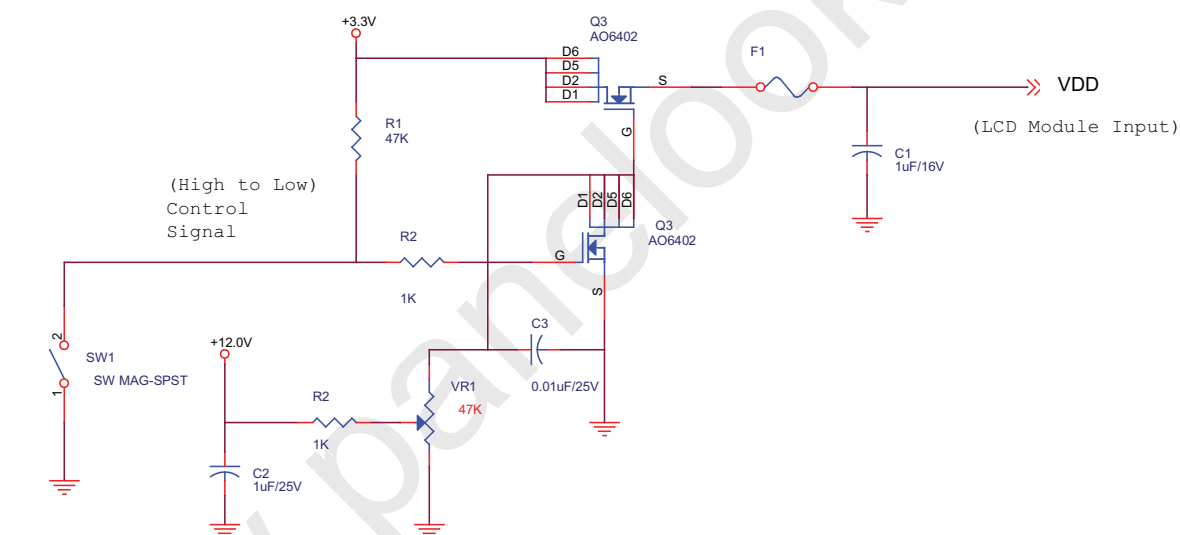 +3.3V
Q3
AO6402
F1
D6
D5
D2
D1
S
VDD
(LCD Module Input)
G
R1
47K
C1
1uF/16V
(High to Low)
Control
Signal
D1
D2
D5
D6
Q3
AO6402
R2
1K
G
S
C3
0.01uF/25V
2
1
SW1
SW MAG-SPST
+12.0V
R2
1K
VR1
47K
C2
1uF/25V
panelook